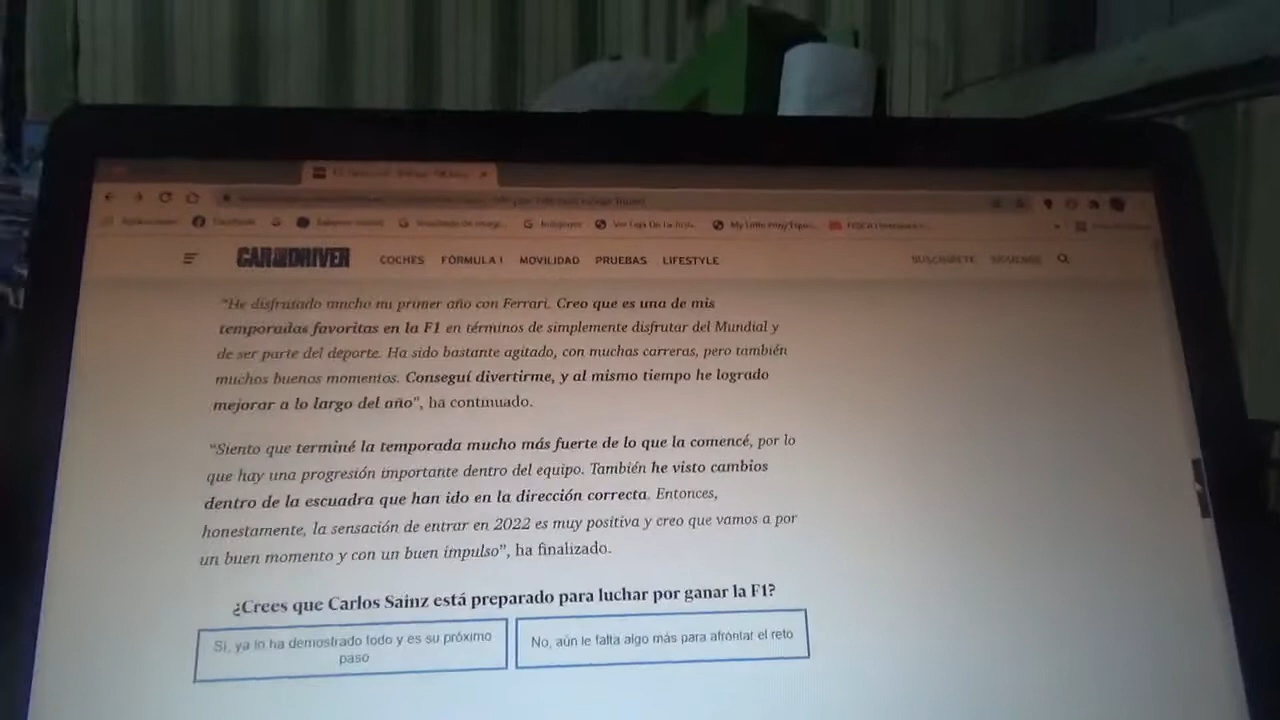 Facebook
CAR AND DRIVER
COCHES FÓRMULA 1 MOVILIDAD PRUEBAS LIFESTYLE
SUSCRÍBETE SÍGUENOS
"He disfrutado mucho mi primer año con Ferrari. Creo que es una de mis
temporadas favoritas en la F1 en términos de simplemente disfrutar del Mundial y
de ser parte del deporte. Ha sido bastante agitado, con muchas carreras, pero también
muchos buenos momentos. Conseguí divertirme, y al mismo tiempo he logrado
mejorar a lo largo del año", ha continuado.
"Siento que terminé la temporada mucho más fuerte de lo que la comencé, por lo
que hay una progresión importante dentro del equipo. También he visto cambios
dentro de la escuadra que han ido en la dirección correcta. Entonces,
honestamente, la sensación de entrar en 2022 es muy positiva y creo que vamos a por
un buen momento y con un buen impulso", ha finalizado.
¿Crees que Carlos Sainz está preparado para luchar por ganar la F1?
Sí, ya lo ha demostrado todo y es su próximo
paso
No, aún le falta algo más para afrontar el reto